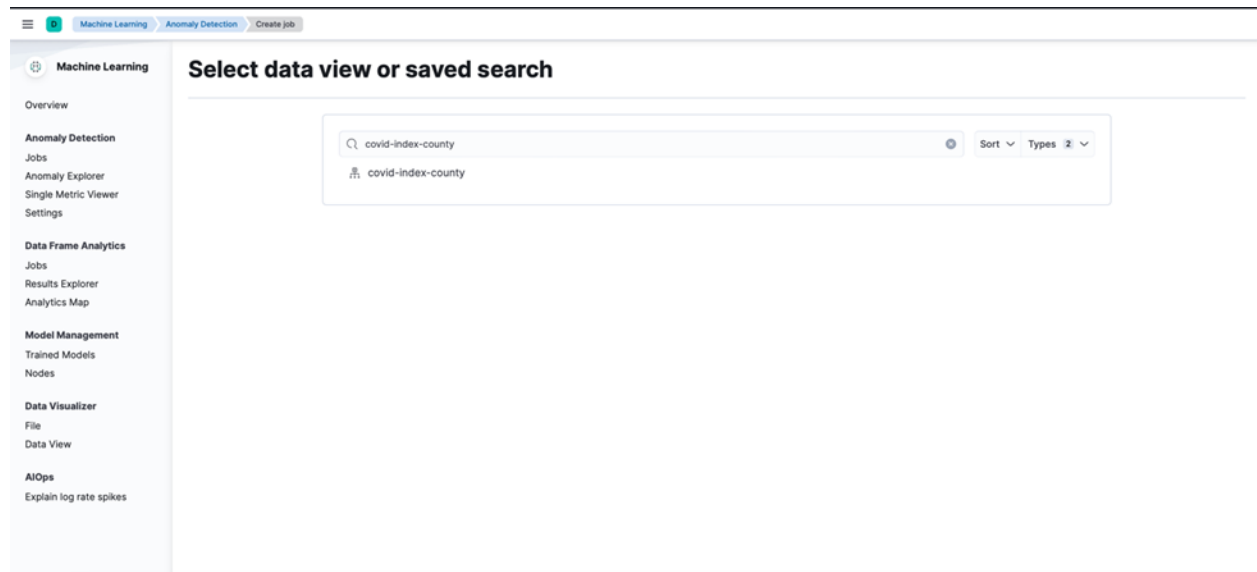 D Machine Learning Anomaly Detection Create job
Machine Learning
Overview
Anomaly Detection
Jobs
Anomaly Explorer
Single Metric Viewer
Settings
Data Frame Analytics
Jobs
Results Explorer
Analytics Map
Model Management
Trained Models
Nodes
Data Visualizer
File
Data View
AIOps
Explain log rate spikes
Select data view or saved search
covid-index-county Sort Types 2
covid-index-county